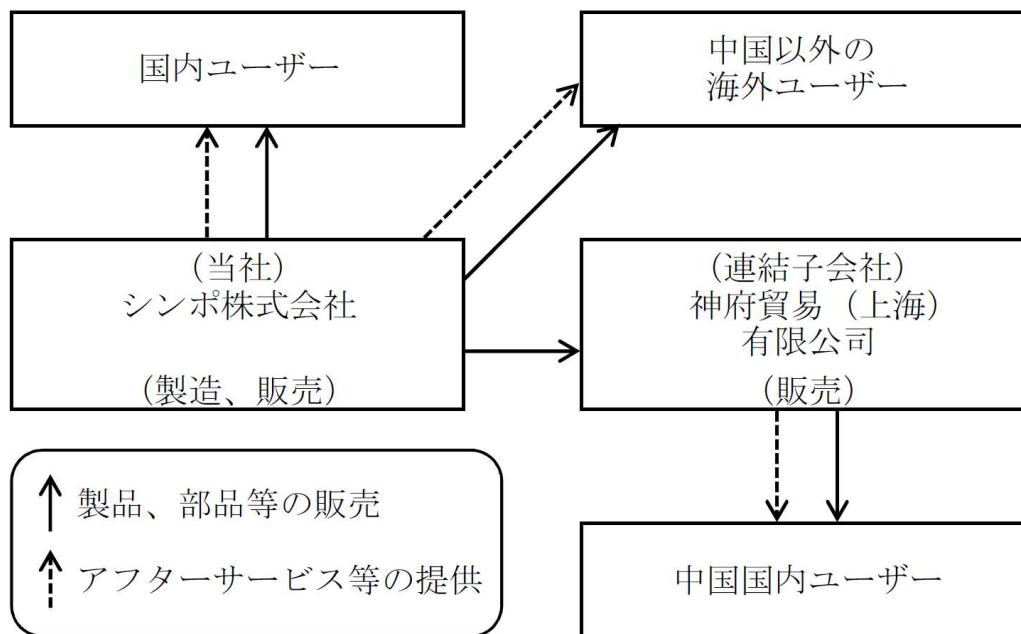 国内ユーザー
中国以外の
海外ユーザー
(当社)
シンポ株式会社
(製造、販売)
(連結子会社)
神府貿易(上海)
有限公司
(販売)
製品、部品等の販売
アフターサービス等の提供
中国国内ユーザー